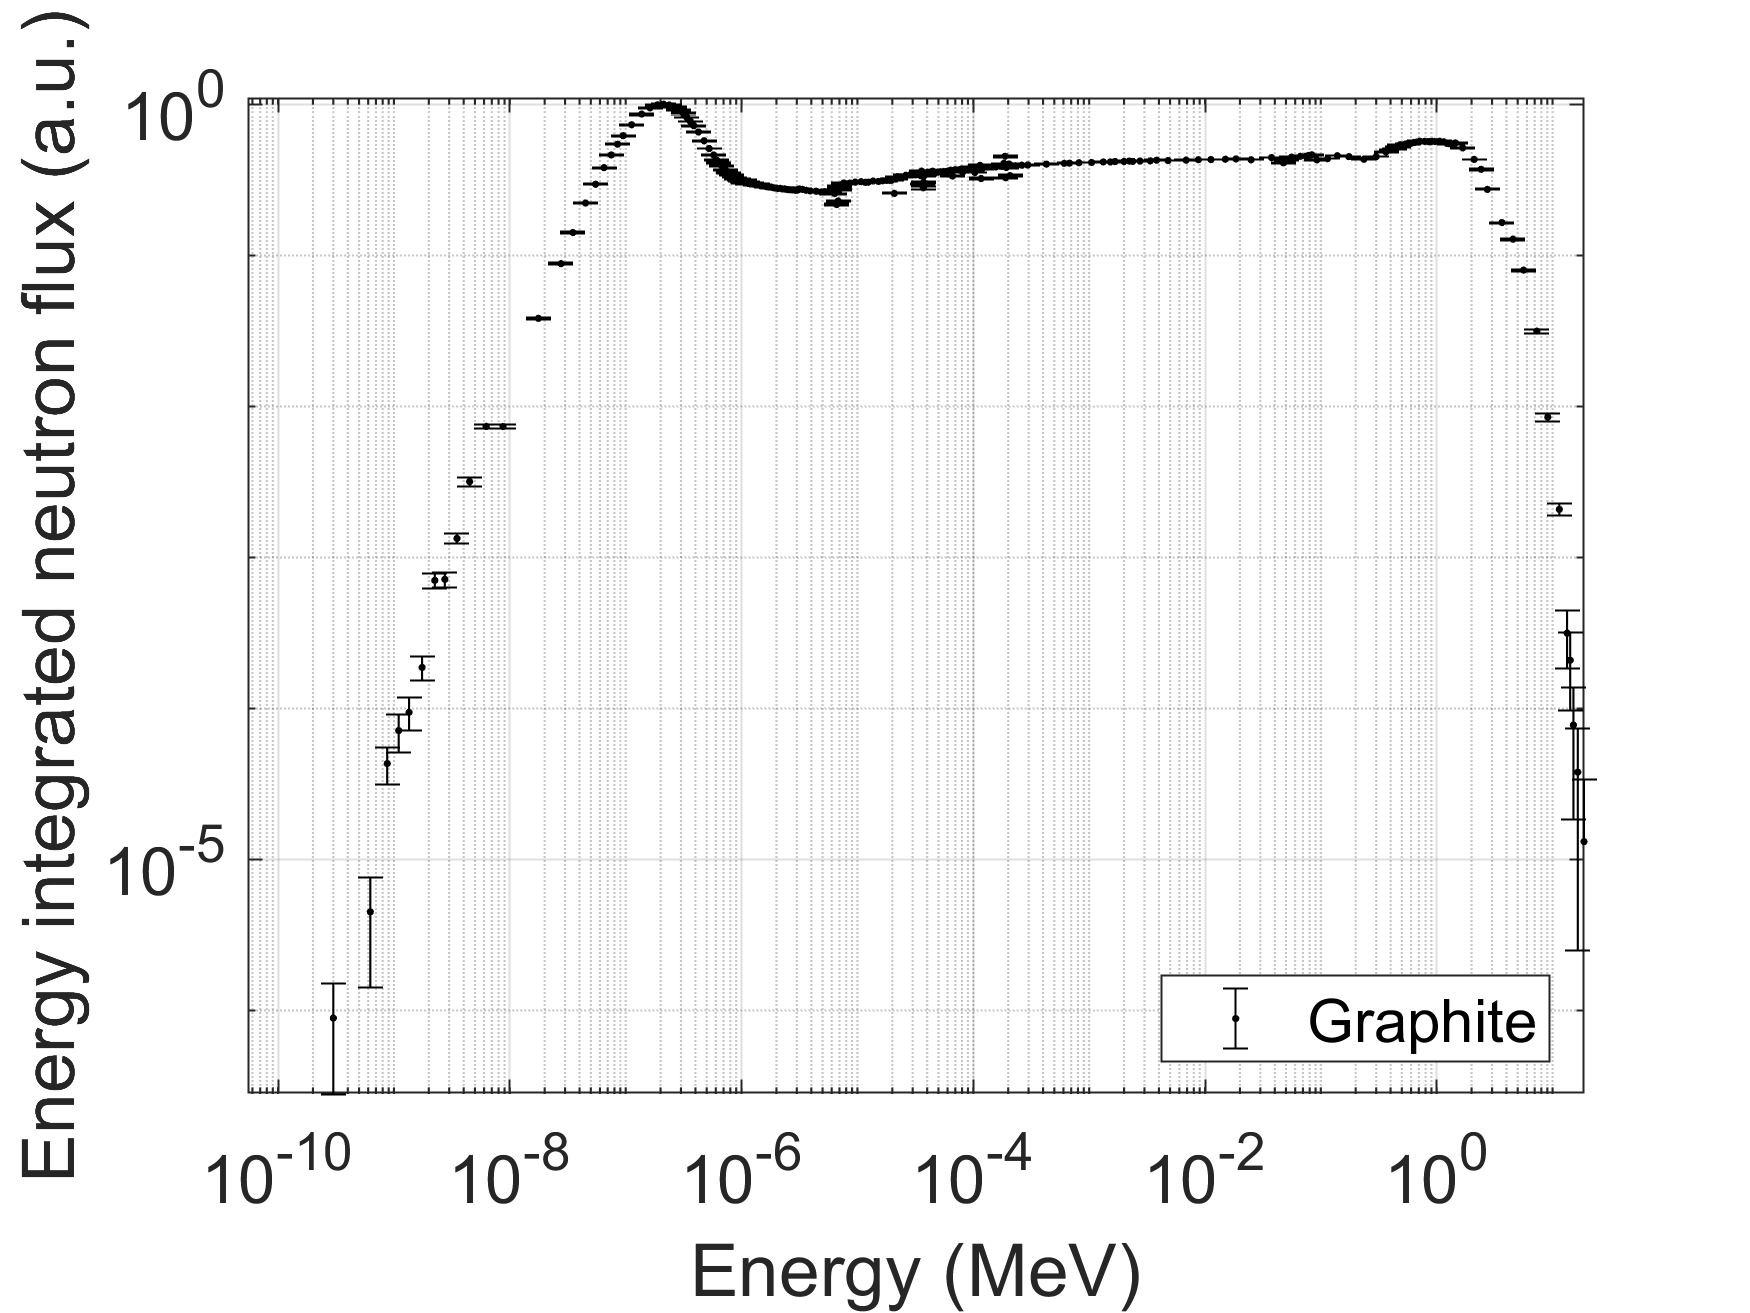 Energy integrated neutron flux (a.u.)
10^0
10^-5
Graphite
10^-10 10^-8 10^-6 10^-4 10^-2 10^0
Energy (MeV)